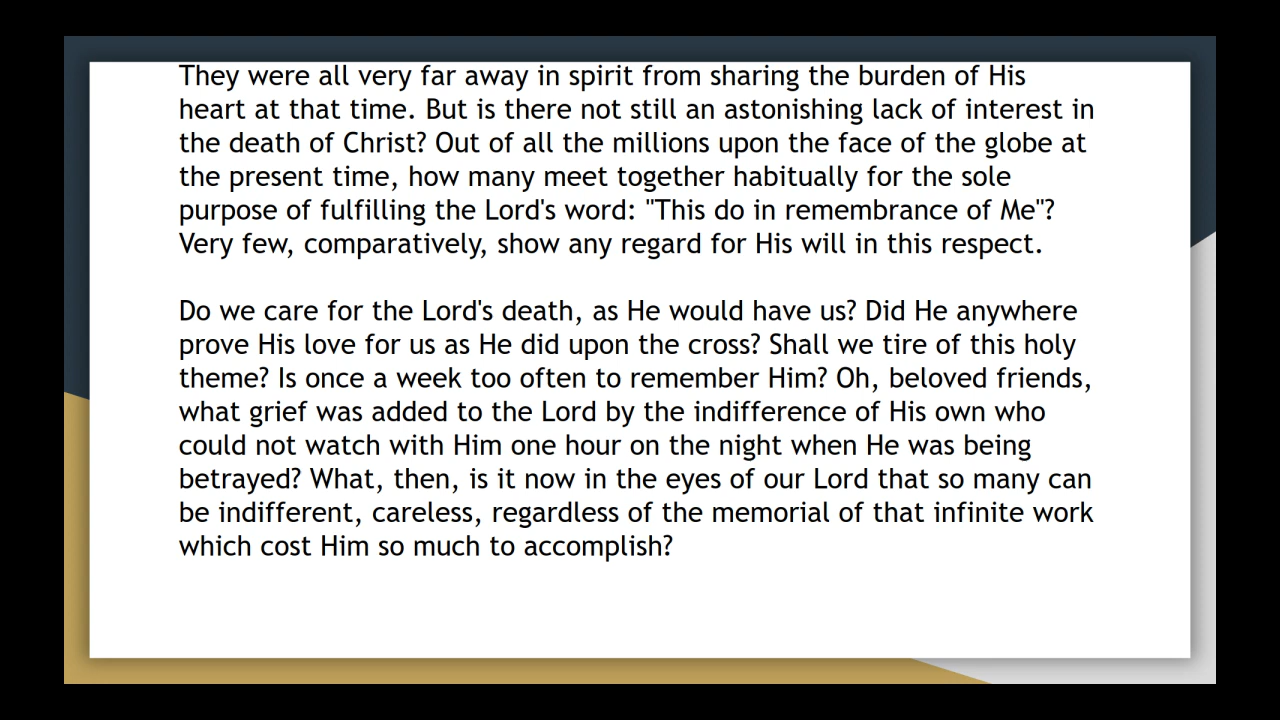 They were all very far away in spirit from sharing the burden of His
heart at that time. But is there not still an astonishing lack of interest in
the death of Christ? Out of all the millions upon the face of the globe at
the present time, how many meet together habitually for the sole
purpose of fulfilling the Lord's word: "This do in remembrance of Me"?
Very few, comparatively, show any regard for His will in this respect.
Do we care for the Lord's death, as He would have us? Did He anywhere
prove His love for us as He did upon the cross? Shall we tire of this holy
theme? Is once a week too often to remember Him? Oh, beloved friends,
what grief was added to the Lord by the indifference of His own who
could not watch with Him one hour on the night when He was being
betrayed? What, then, is it now in the eyes of our Lord that so many can
be indifferent, careless, regardless of the memorial of that infinite work
which cost Him so much to accomplish?